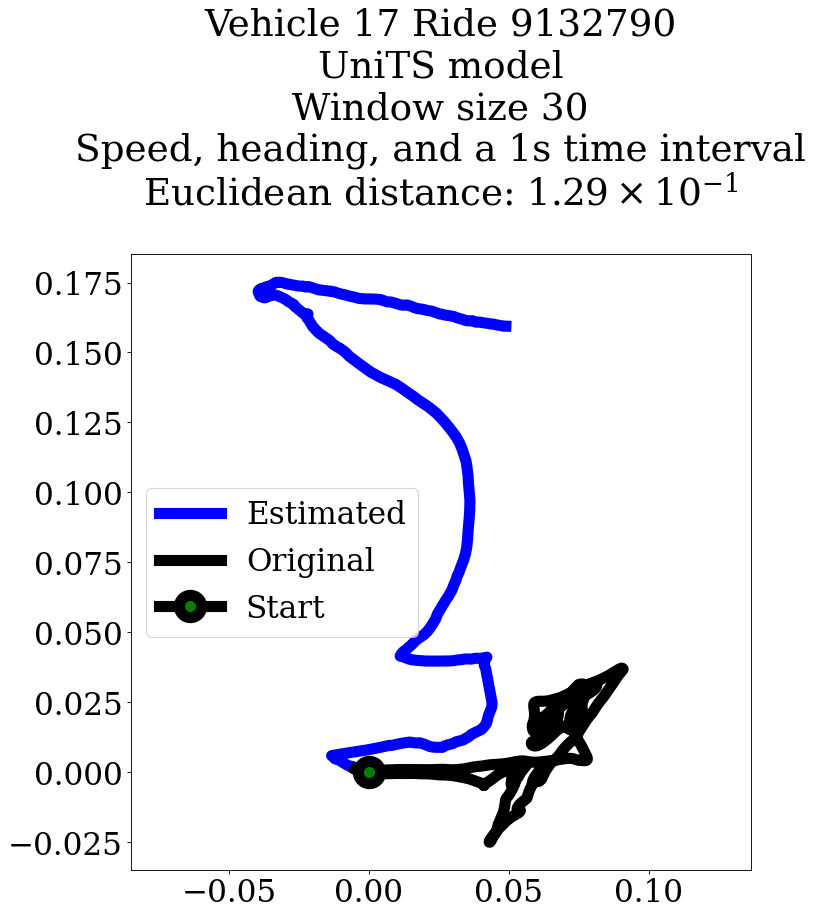 Vehicle 17 Ride 9132790
UniTS model
Window size 30
Speed, heading, and a 1s time interval
Euclidean distance: 1.29 × 10⁻¹
0.175
0.150
0.125
0.100
0.075
0.050
0.025
0.000
−0.025
Estimated
Original
Start
−0.05 0.00 0.05 0.10